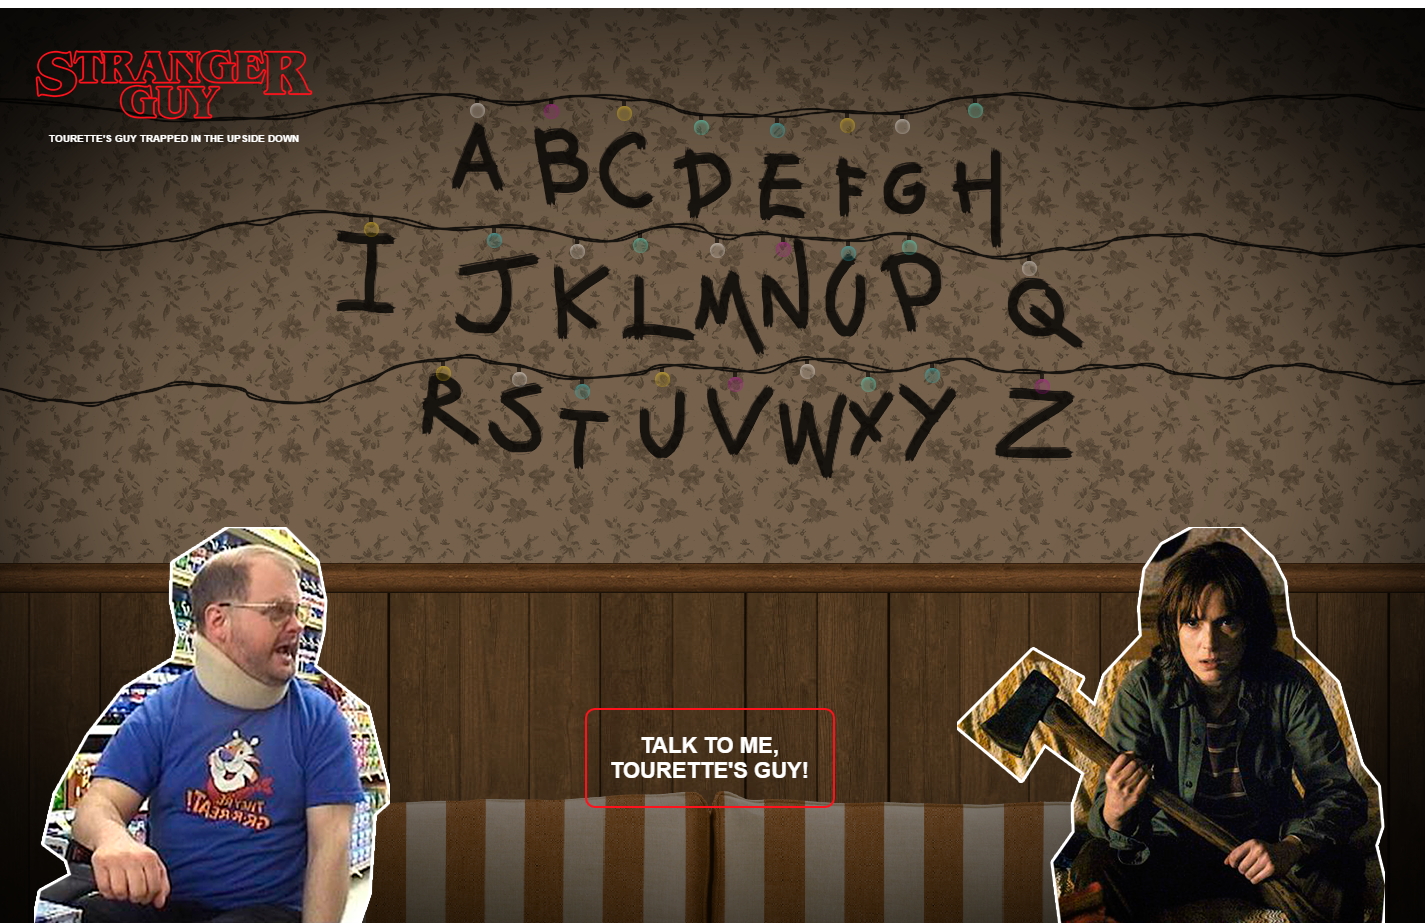 STRANGER
GUY
TOURETTE'S GUY TRAPPED IN THE UPSIDE DOWN
A B C D E F G H
I J K L M N O P Q
R S T U V W X Y Z
THEY'RE
GR-R-REAT!
TALK TO ME,
TOURETTE'S GUY!